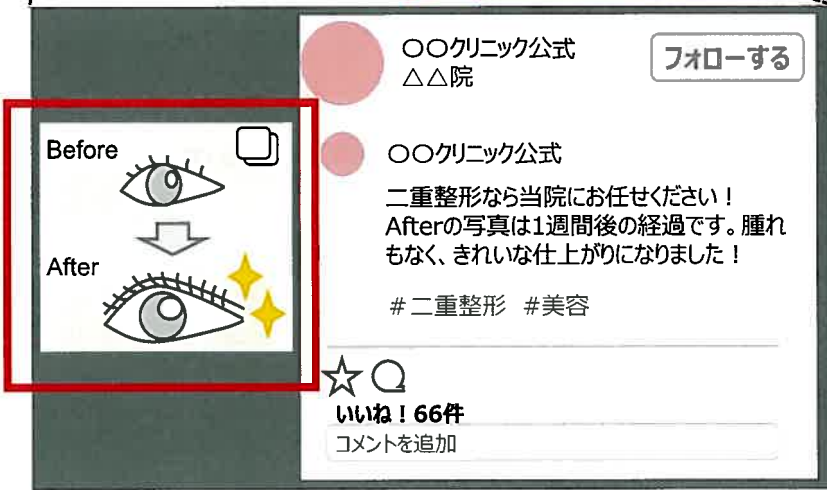 Before
After
〇〇クリニック公式
△△院
フォローする
〇〇クリニック公式
二重整形なら当院にお任せください！
Afterの写真は1週間後の経過です。腫れ
もなく、きれいな仕上がりになりました！
#二重整形 #美容
いいね！66件
コメントを追加